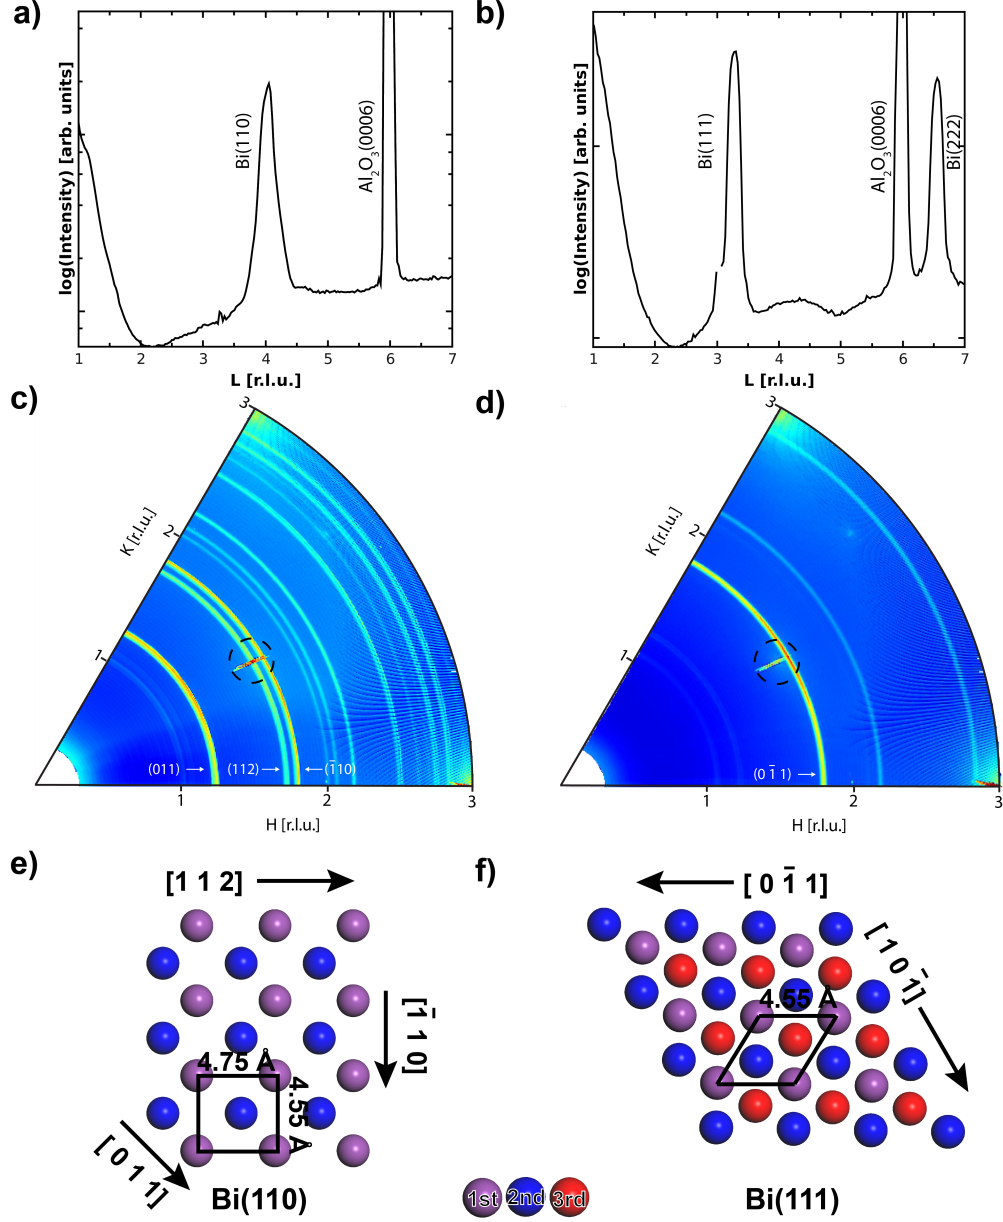 a)
log(Intensity) [arb. units]
Bi(110)
Al₂O₃(0006)
1 2 3 4 5 6 7
L [r.l.u.]
b)
log(Intensity) [arb. units]
Bi(111)
Al₂O₃(0006)
Bi(222)
1 2 3 4 5 6 7
L [r.l.u.]
c)
3
K [r.l.u.]
2
1
(011)
(112)
(1̅10)
1 2 3
H [r.l.u.]
d)
3
K [r.l.u.]
2
1
(0 1̅ 1)
1 2 3
H [r.l.u.]
e)
[1 1 2]
[1̅ 1 0]
4.75 Å
4.55 Å
[ 0 1 1 ]
Bi(110)
f)
[ 0 1̅ 1]
[ 1 0 1̅]
4.55 Å
Bi(111)
1st 2nd 3rd